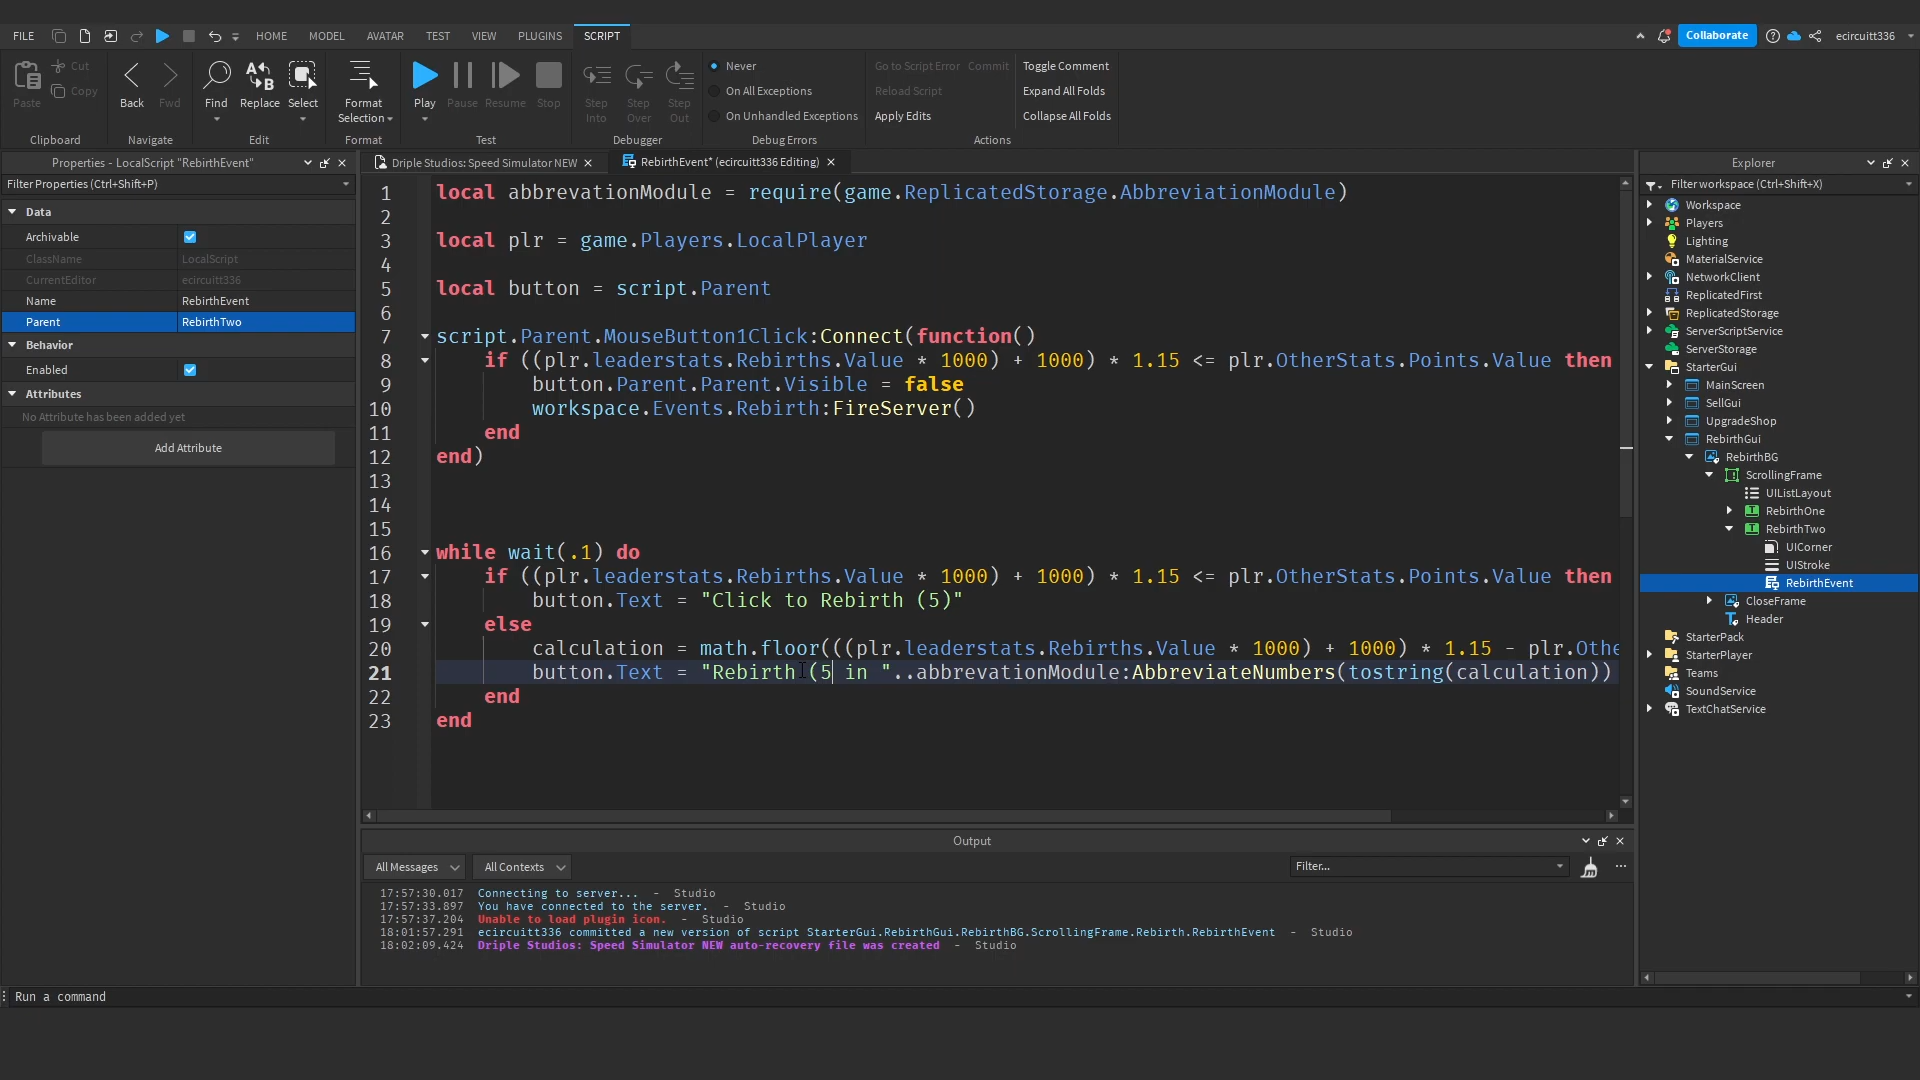 FILE HOME MODEL AVATAR TEST VIEW PLUGINS SCRIPT Collaborate ecircuitt336
Paste Cut Copy Back Fwd Find Replace Select Format Selection Play Pause Resume Stop Step Into Step Over Step Out
Never
On All Exceptions
On Unhandled Exceptions
Go to Script Error Commit
Reload Script
Apply Edits
Toggle Comment
Expand All Folds
Collapse All Folds
Clipboard Navigate Edit Format Test Debugger Debug Errors Actions
Properties - LocalScript "RebirthEvent"
Filter Properties (Ctrl+Shift+P)
Data
Archivable
ClassName LocalScript
CurrentEditor ecircuitt336
Name RebirthEvent
Parent RebirthTwo
Behavior
Enabled
Attributes
No Attribute has been added yet
Add Attribute
Driple Studios: Speed Simulator NEW RebirthEvent* (ecircuitt336 Editing)
1 local abbrevationModule = require(game.ReplicatedStorage.AbbreviationModule)
2
3 local plr = game.Players.LocalPlayer
4
5 local button = script.Parent
6
7 script.Parent.MouseButton1Click:Connect(function()
8 if ((plr.leaderstats.Rebirths.Value * 1000) + 1000) * 1.15 <= plr.OtherStats.Points.Value then
9 button.Parent.Parent.Visible = false
10 workspace.Events.Rebirth:FireServer()
11 end
12 end)
13
14
15
16 while wait(.1) do
17 if ((plr.leaderstats.Rebirths.Value * 1000) + 1000) * 1.15 <= plr.OtherStats.Points.Value then
18 button.Text = "Click to Rebirth (5)"
19 else
20 calculation = math.floor(((plr.leaderstats.Rebirths.Value * 1000) + 1000) * 1.15 - plr.Othe
21 button.Text = "Rebirth (5 in "..abbrevationModule:AbbreviateNumbers(tostring(calculation))
22 end
23 end
Output
All Messages All Contexts Filter...
17:57:30.017 Connecting to server... - Studio
17:57:33.897 You have connected to the server. - Studio
17:57:37.204 Unable to load plugin icon. - Studio
18:01:57.291 ecircuitt336 committed a new version of script StarterGui.RebirthGui.RebirthBG.ScrollingFrame.Rebirth.RebirthEvent - Studio
18:02:09.424 Driple Studios: Speed Simulator NEW auto-recovery file was created - Studio
Run a command
Explorer
Filter workspace (Ctrl+Shift+X)
Workspace
Players
Lighting
MaterialService
NetworkClient
ReplicatedFirst
ReplicatedStorage
ServerScriptService
ServerStorage
StarterGui
MainScreen
SellGui
UpgradeShop
RebirthGui
RebirthBG
ScrollingFrame
UIListLayout
RebirthOne
RebirthTwo
UICorner
UIStroke
RebirthEvent
CloseFrame
Header
StarterPack
StarterPlayer
Teams
SoundService
TextChatService